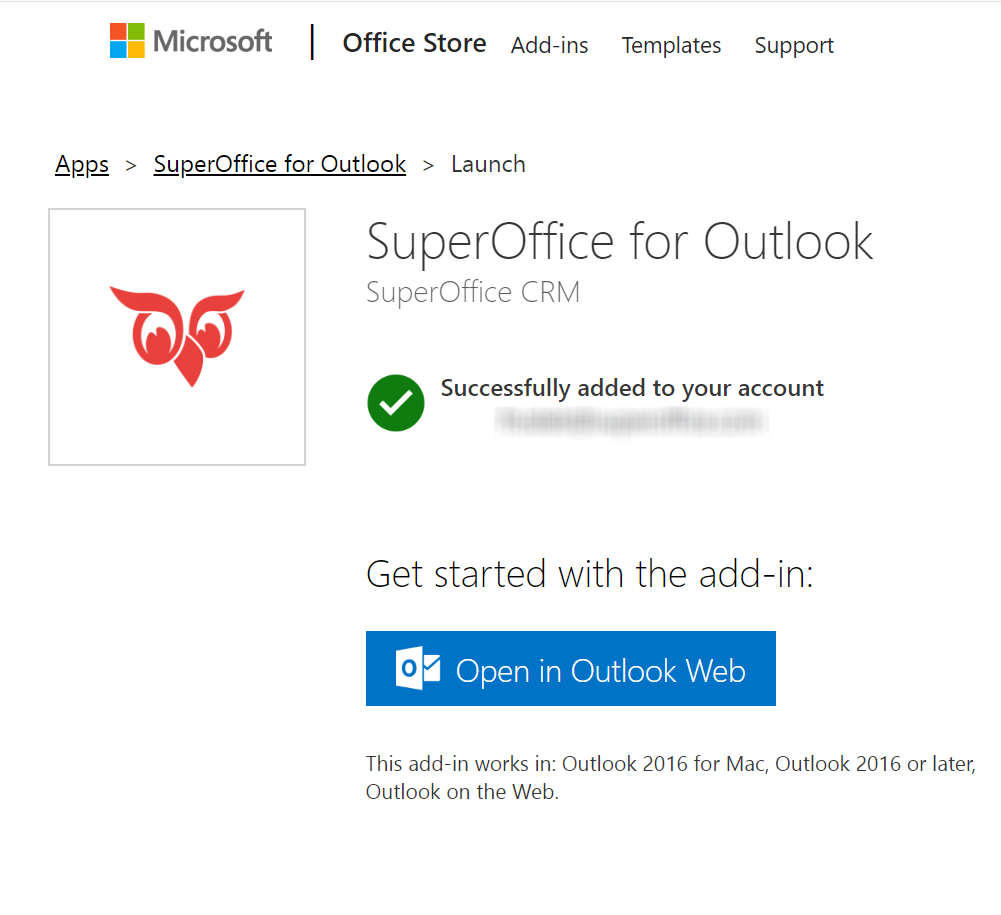 Microsoft | Office Store Add-ins Templates Support
Apps > SuperOffice for Outlook > Launch
SuperOffice for Outlook
SuperOffice CRM
Successfully added to your account
Get started with the add-in:
Open in Outlook Web
This add-in works in: Outlook 2016 for Mac, Outlook 2016 or later,
Outlook on the Web.